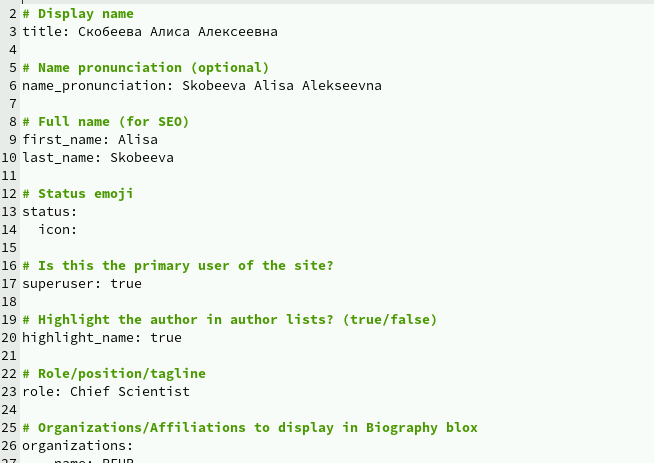 2 # Display name
3 title: Скобеева Алиса Алексеевна
4
5 # Name pronunciation (optional)
6 name_pronunciation: Skobeeva Alisa Alekseevna
7
8 # Full name (for SEO)
9 first_name: Alisa
10 last_name: Skobeeva
11
12 # Status emoji
13 status:
14   icon:
15
16 # Is this the primary user of the site?
17 superuser: true
18
19 # Highlight the author in author lists? (true/false)
20 highlight_name: true
21
22 # Role/position/tagline
23 role: Chief Scientist
24
25 # Organizations/Affiliations to display in Biography blox
26 organizations:
27   - name: